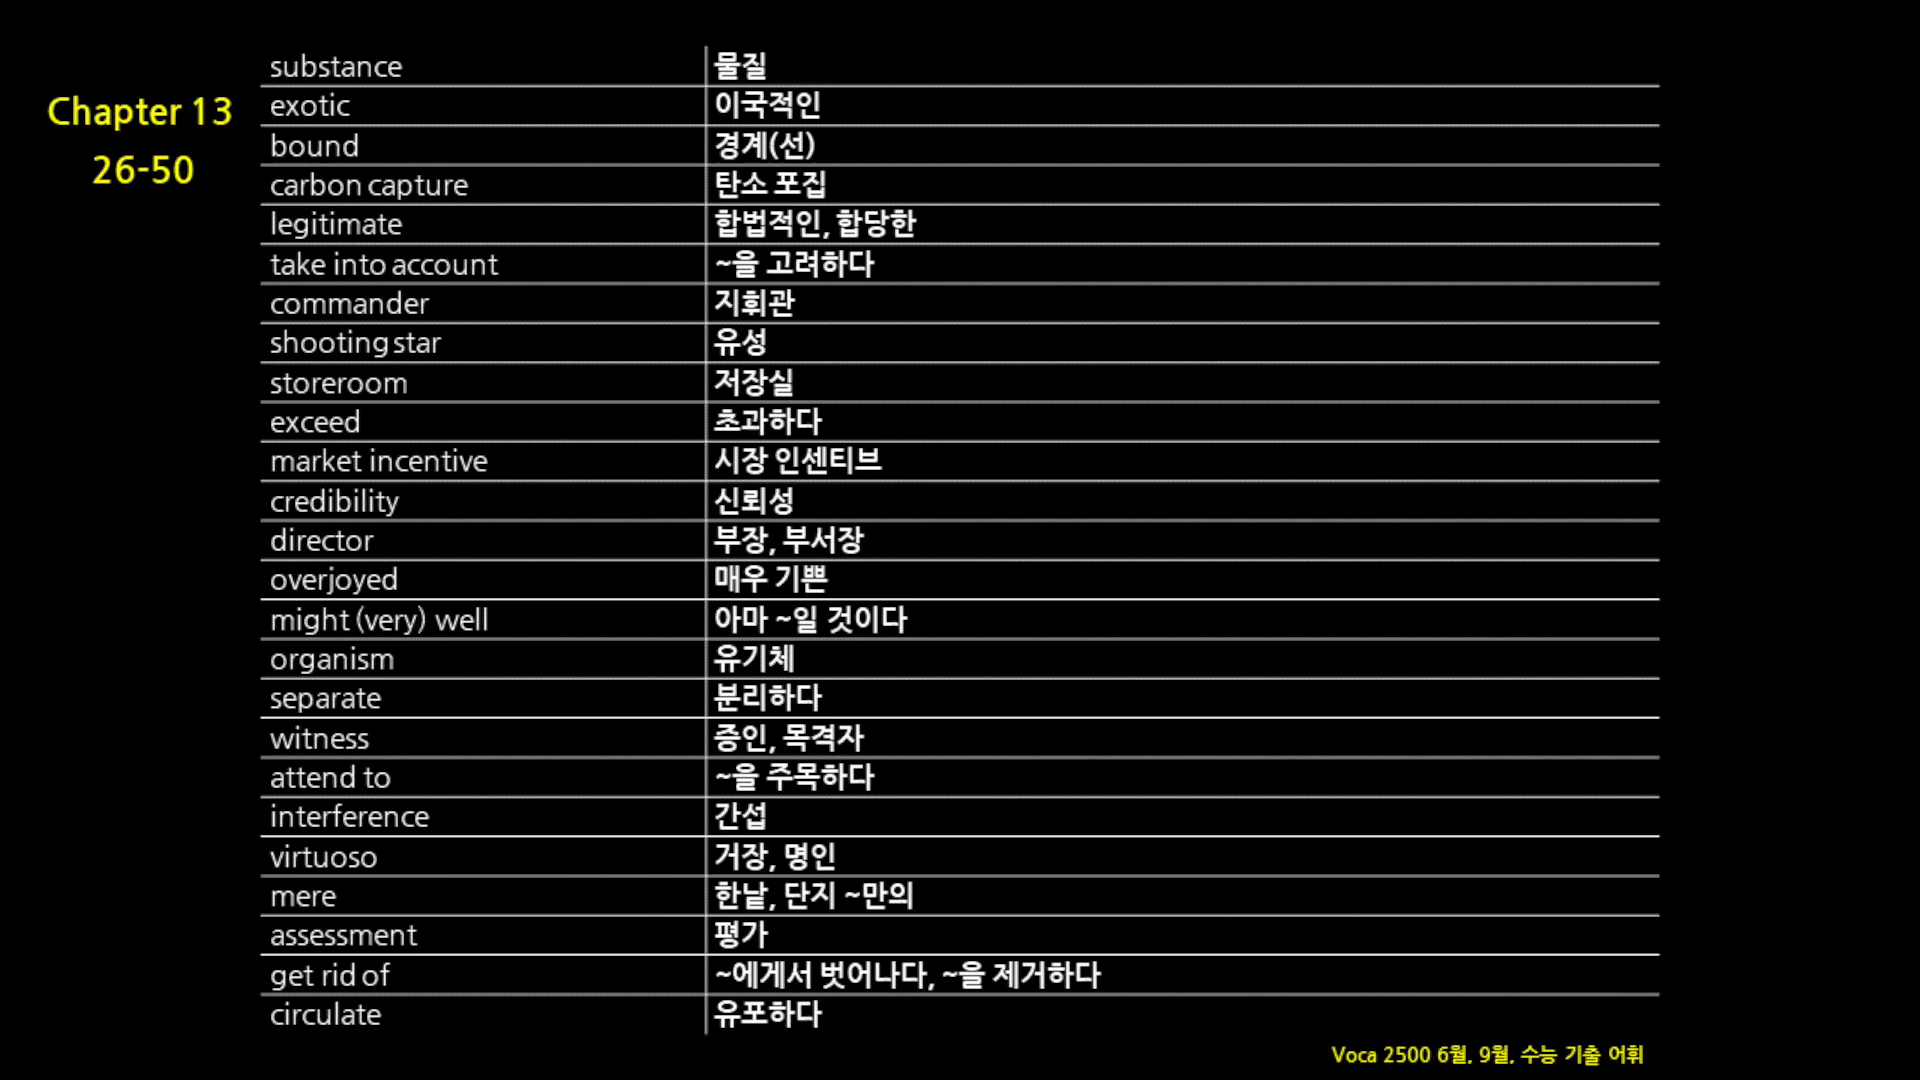 Chapter 13
26-50
substance 물질
exotic 이국적인
bound 경계(선)
carbon capture 탄소 포집
legitimate 합법적인, 합당한
take into account ~을 고려하다
commander 지휘관
shooting star 유성
storeroom 저장실
exceed 초과하다
market incentive 시장 인센티브
credibility 신뢰성
director 부장, 부서장
overjoyed 매우 기쁜
might (very) well 아마 ~일 것이다
organism 유기체
separate 분리하다
witness 증인, 목격자
attend to ~을 주목하다
interference 간섭
virtuoso 거장, 명인
mere 한낱, 단지 ~만의
assessment 평가
get rid of ~에게서 벗어나다, ~을 제거하다
circulate 유포하다
Voca 2500 6월, 9월, 수능 기출 어휘